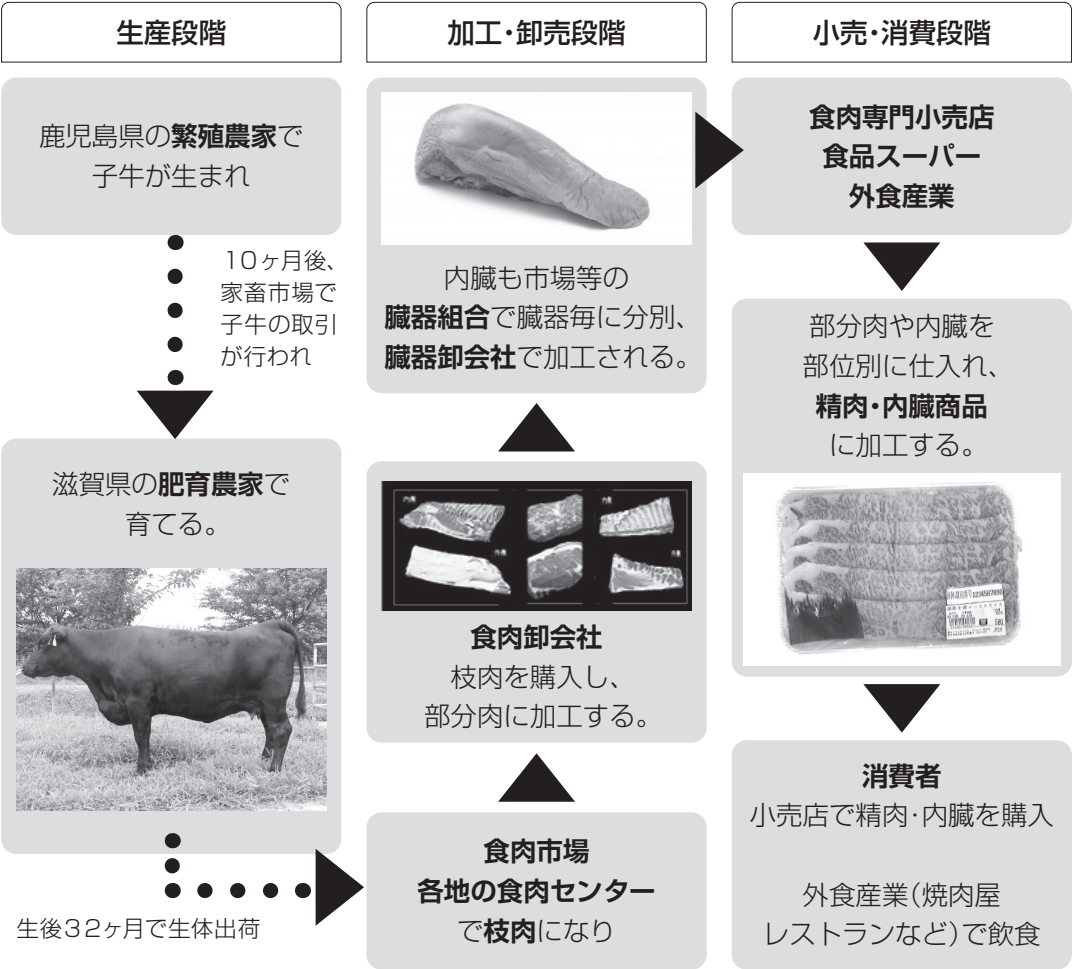 生産段階
鹿児島県の繁殖農家で
子牛が生まれ
10ヶ月後、
家畜市場で
子牛の取引
が行われ
滋賀県の肥育農家で
育てる。
生後32ヶ月で生体出荷
加工・卸売段階
食肉市場
各地の食肉センター
で枝肉になり
内側
内側
外側
外側
食肉卸会社
枝肉を購入し、
部分肉に加工する。
内臓も市場等の
臓器組合で臓器毎に分別、
臓器卸会社で加工される。
小売・消費段階
食肉専門小売店
食品スーパー
外食産業
部分肉や内臓を
部位別に仕入れ、
精肉・内臓商品
に加工する。
1234567890
580
消費者
小売店で精肉・内臓を購入
外食産業（焼肉屋
レストランなど）で飲食